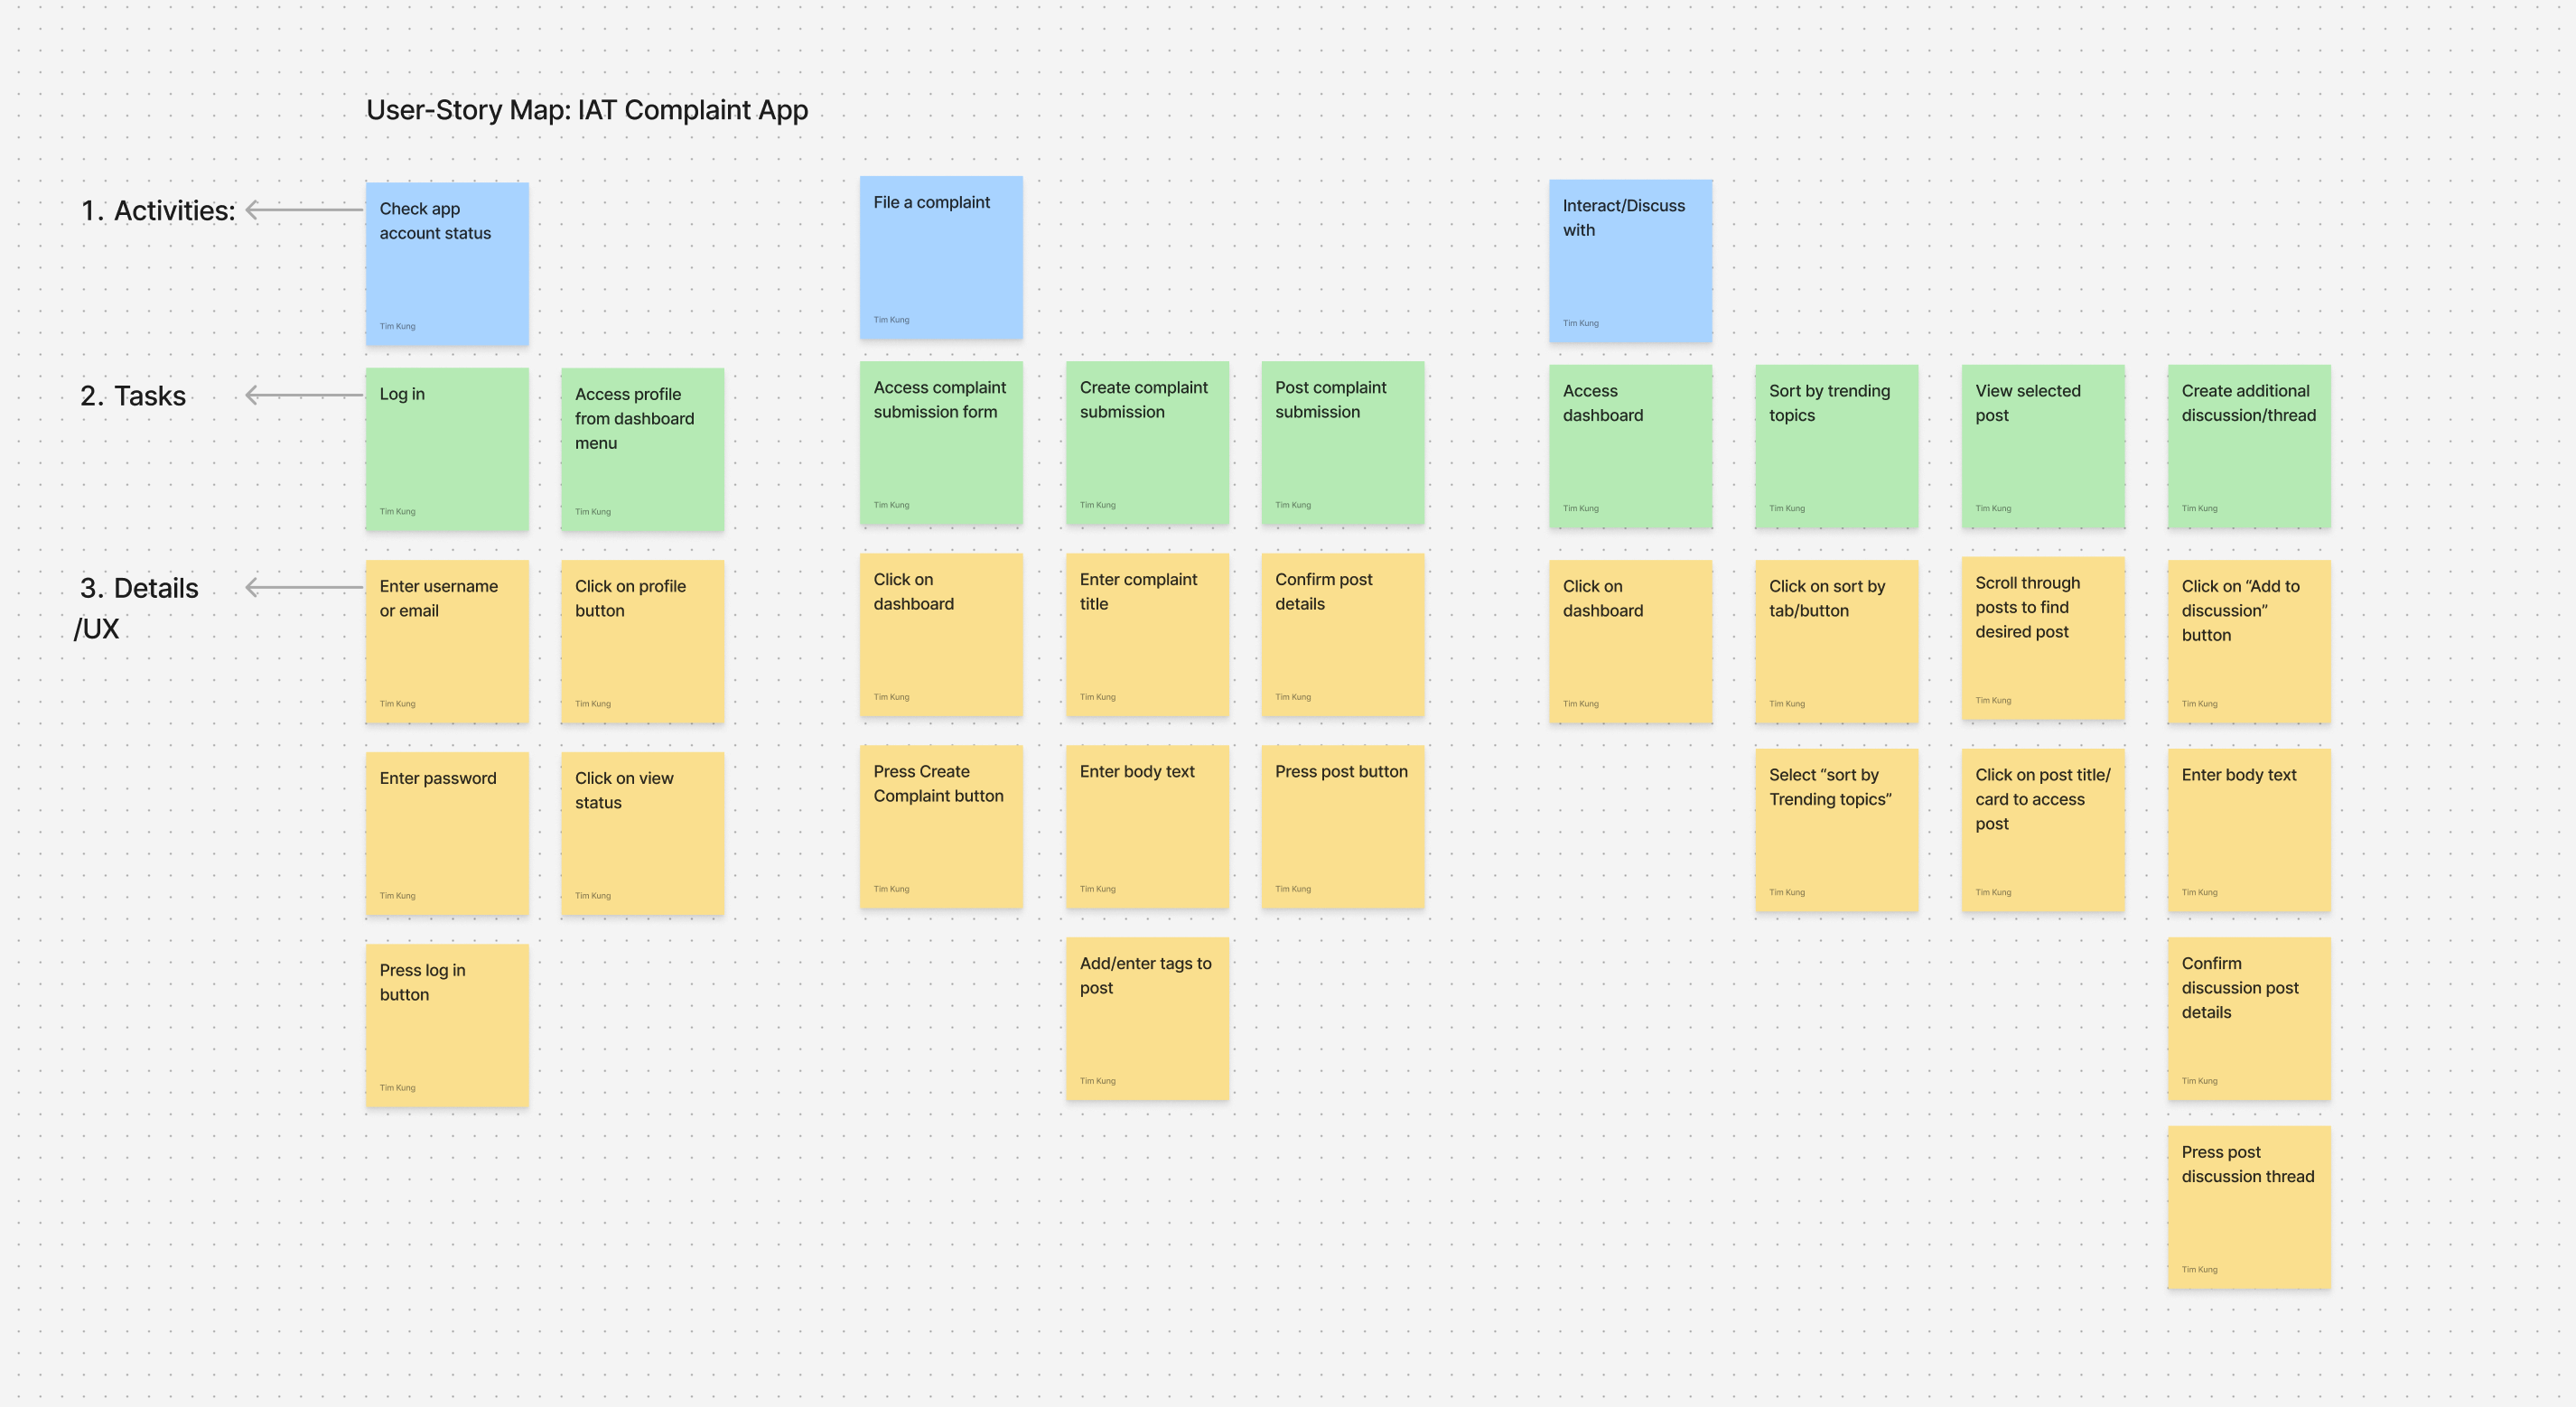 User-Story Map: IAT Complaint App
1. Activities:
Check app
account status
Tim Kung
File a complaint
Tim Kung
Interact/Discuss
with
Tim Kung
2. Tasks
Log in
Tim Kung
Access profile
from dashboard
menu
Tim Kung
Access complaint
submission form
Tim Kung
Create complaint
submission
Tim Kung
Post complaint
submission
Tim Kung
Access
dashboard
Tim Kung
Sort by trending
topics
Tim Kung
View selected
post
Tim Kung
Create additional
discussion/thread
Tim Kung
3. Details
/UX
Enter username
or email
Tim Kung
Click on profile
button
Tim Kung
Click on
dashboard
Tim Kung
Enter complaint
title
Tim Kung
Confirm post
details
Tim Kung
Click on
dashboard
Tim Kung
Click on sort by
tab/button
Tim Kung
Scroll through
posts to find
desired post
Tim Kung
Click on “Add to
discussion”
button
Tim Kung
Enter password
Tim Kung
Click on view
status
Tim Kung
Press Create
Complaint button
Tim Kung
Enter body text
Tim Kung
Press post button
Tim Kung
Select “sort by
Trending topics”
Tim Kung
Click on post title/
card to access
post
Tim Kung
Enter body text
Tim Kung
Press log in
button
Tim Kung
Add/enter tags to
post
Tim Kung
Confirm
discussion post
details
Tim Kung
Press post
discussion thread
Tim Kung